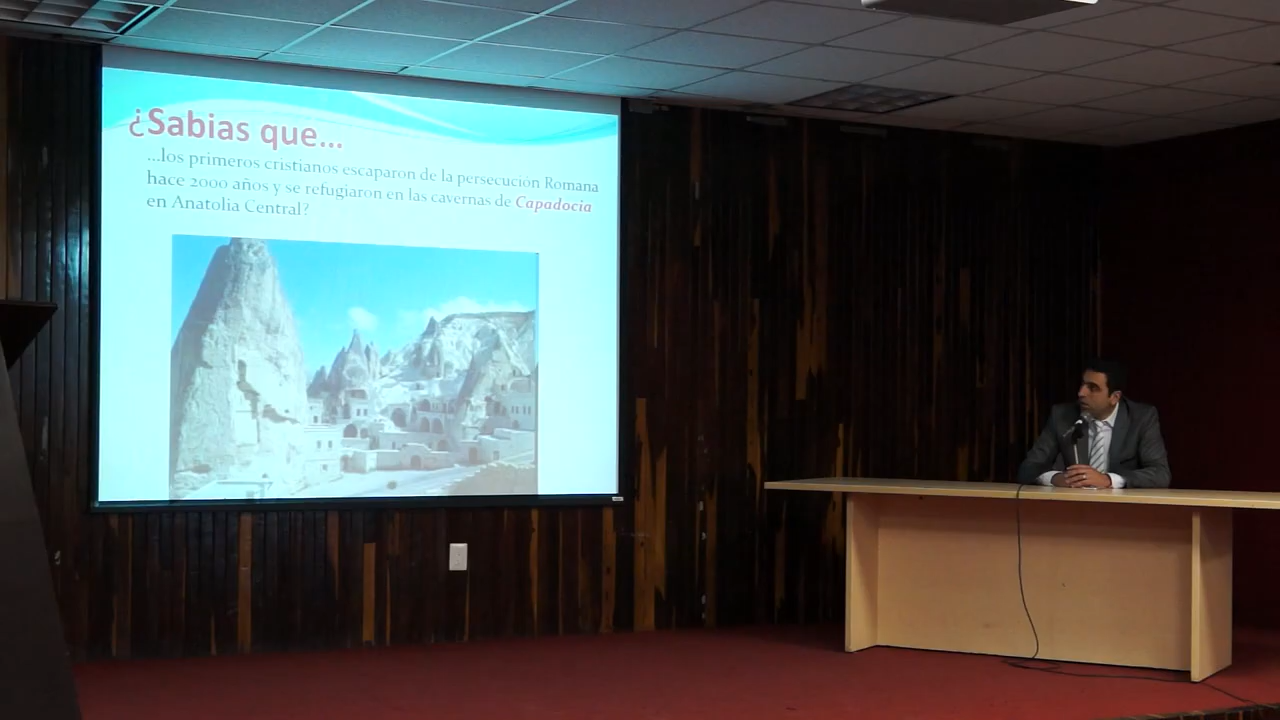 ¿Sabias que...
...los primeros cristianos escaparon de la persecución Romana
hace 2000 años y se refugiaron en las cavernas de Capadocia
en Anatolia Central?